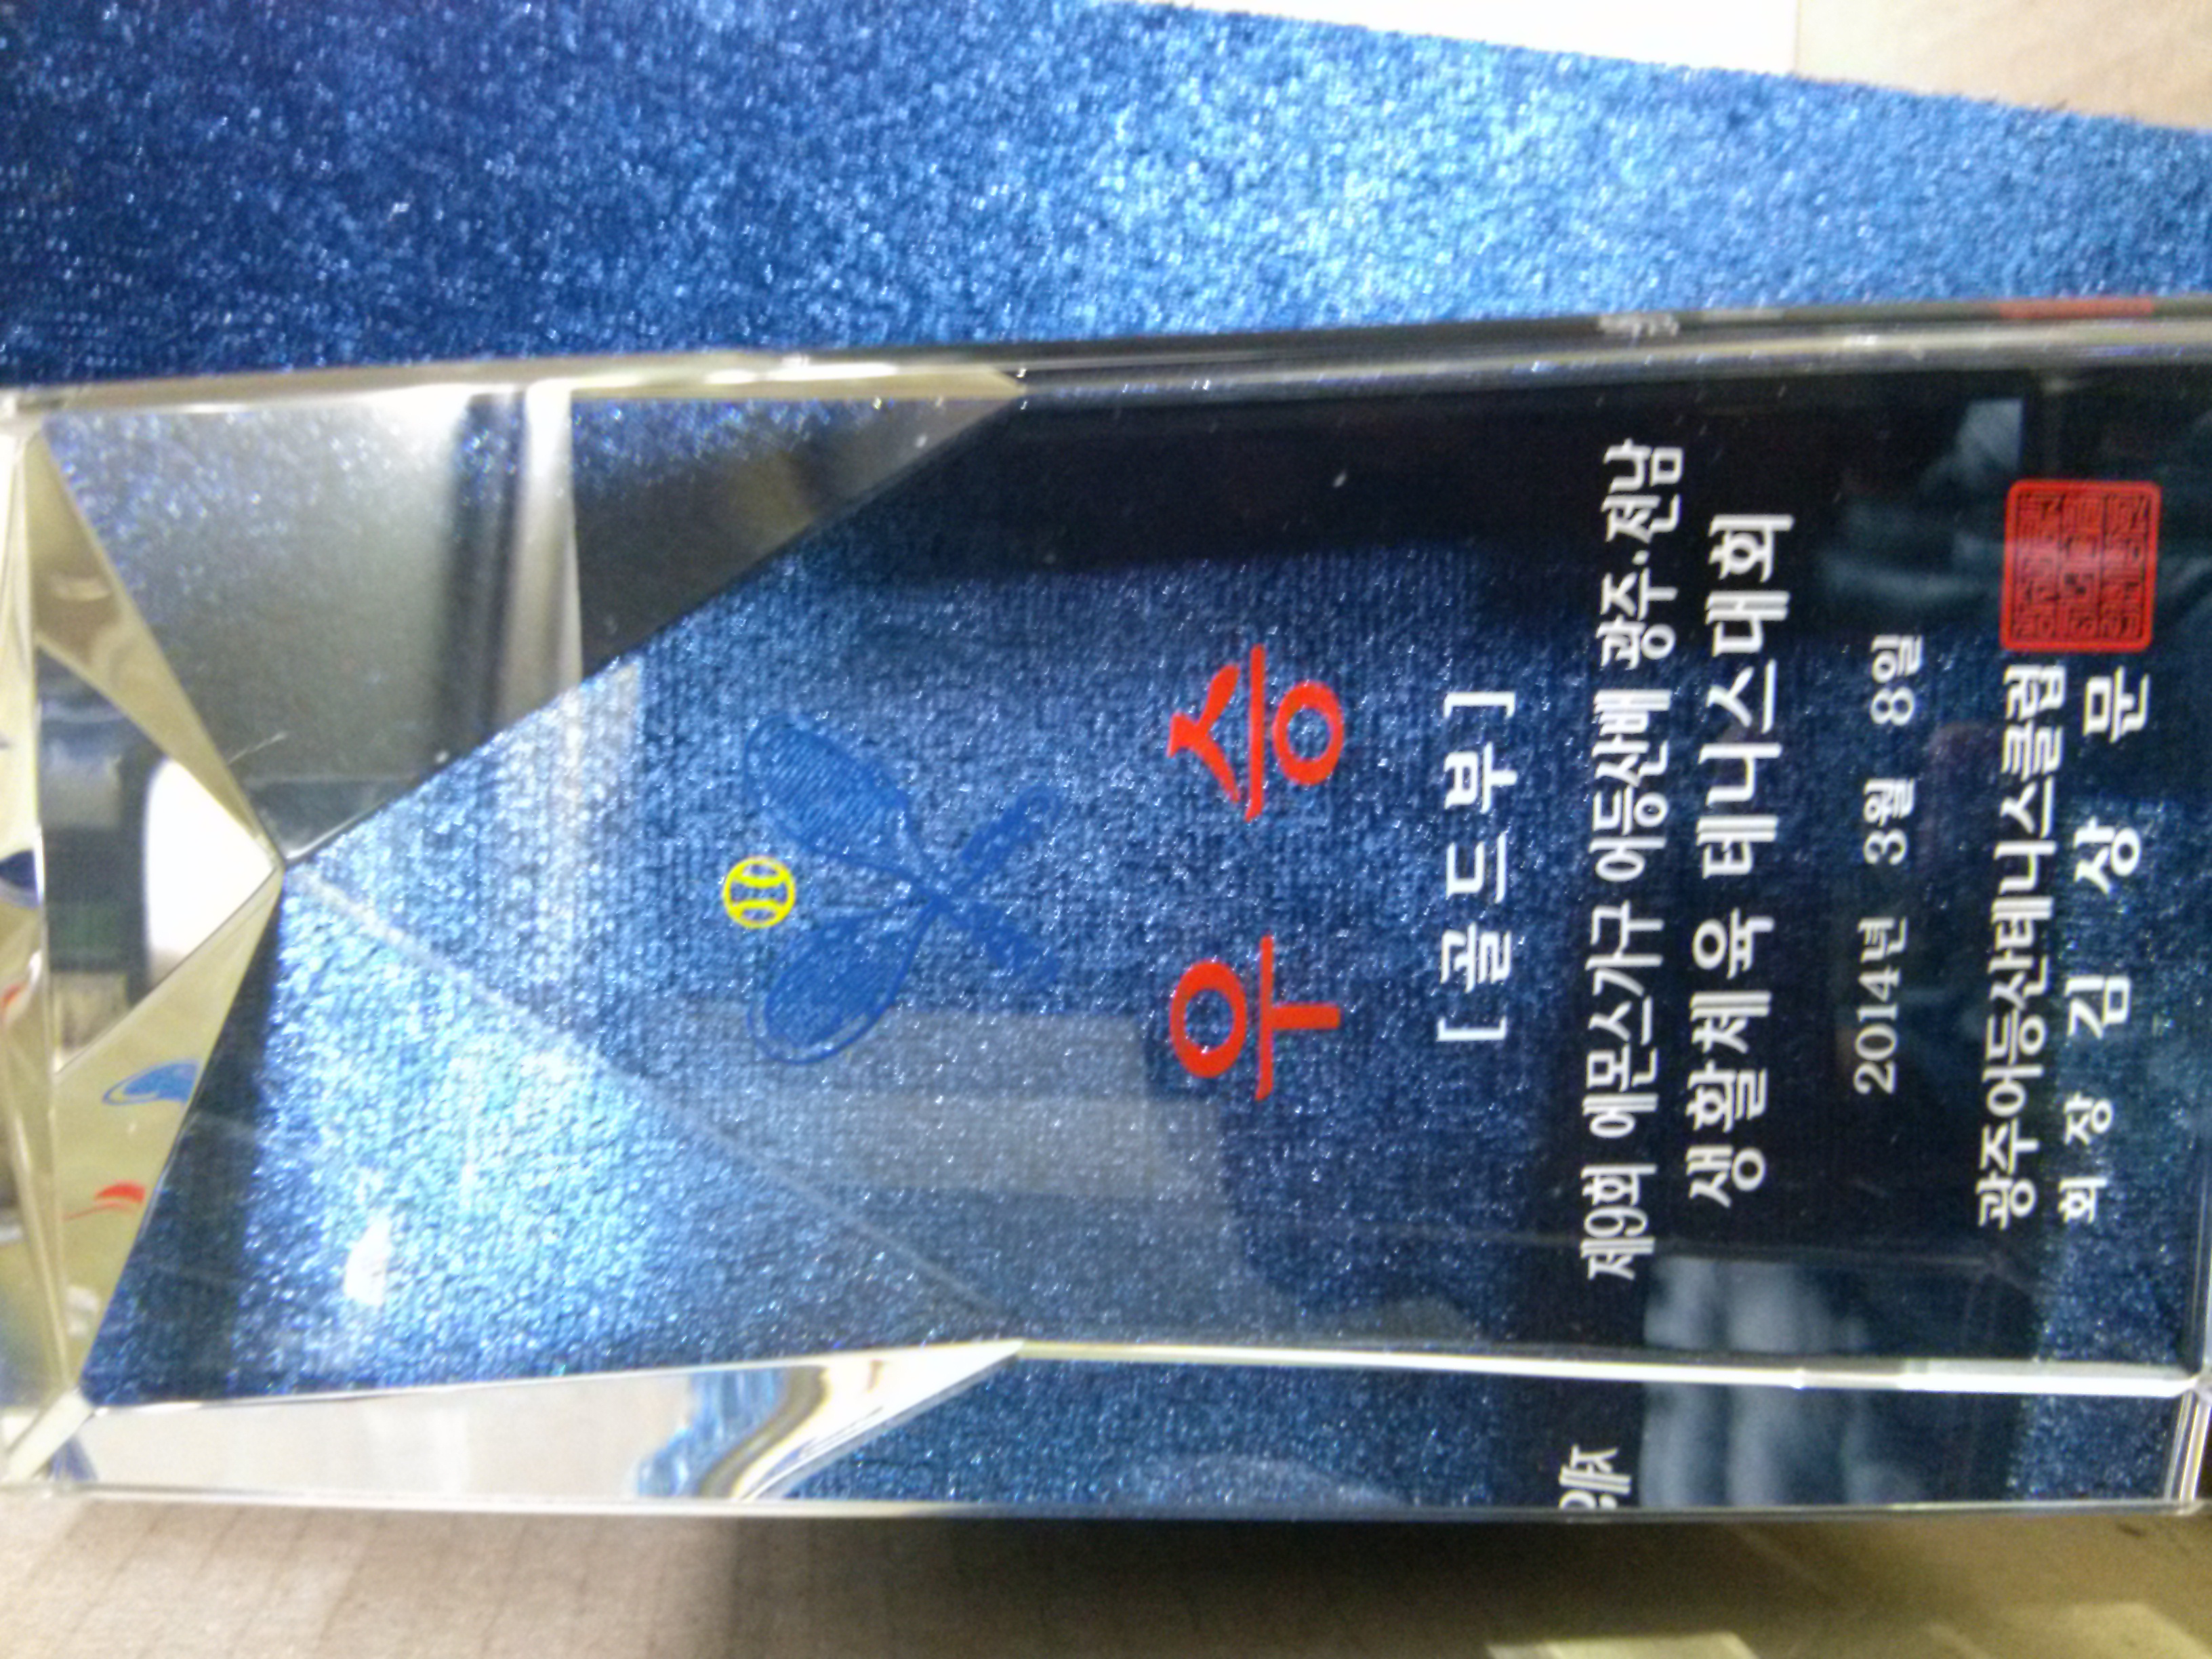 우 승
[ 골 드 부 ]
제9회 에몬스가구 어등산배 광주·전남
생활체육 테니스대회
2014년 3월 8일
광주어등산테니스클럽
회 장 김 상 문